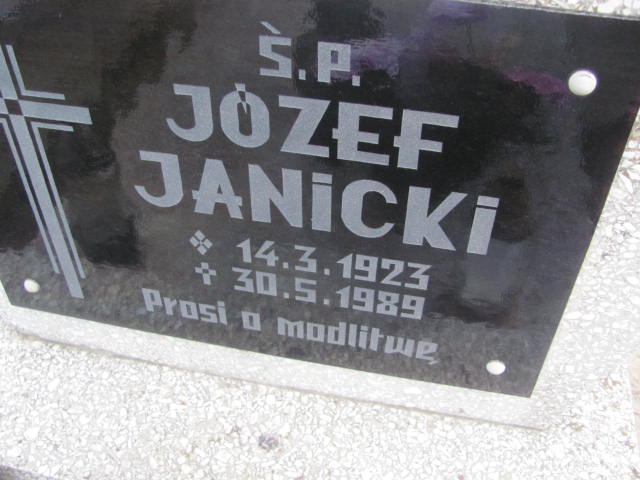 Ś.P.
JÓZEF
JANiCKi
14.3.1923
30.5.1989
Prosi o modlitwę